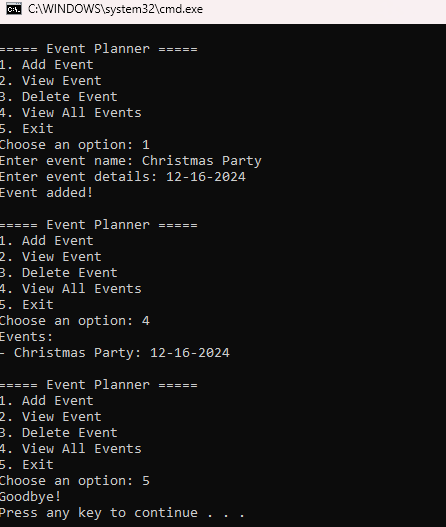 C:\WINDOWS\system32\cmd.exe
===== Event Planner =====
1. Add Event
2. View Event
3. Delete Event
4. View All Events
5. Exit
Choose an option: 1
Enter event name: Christmas Party
Enter event details: 12-16-2024
Event added!
===== Event Planner =====
1. Add Event
2. View Event
3. Delete Event
4. View All Events
5. Exit
Choose an option: 4
Events:
- Christmas Party: 12-16-2024
===== Event Planner =====
1. Add Event
2. View Event
3. Delete Event
4. View All Events
5. Exit
Choose an option: 5
Goodbye!
Press any key to continue . . .